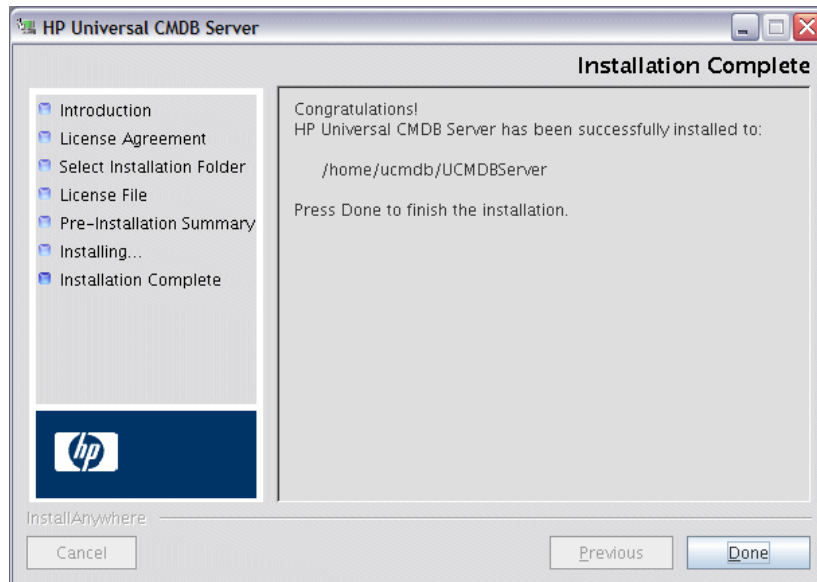 HP Universal CMDB Server
Installation Complete
Introduction
License Agreement
Select Installation Folder
License File
Pre-Installation Summary
Installing...
Installation Complete
Congratulations!
HP Universal CMDB Server has been successfully installed to:
/home/ucmdb/UCMDBServer
Press Done to finish the installation.
hp
InstallAnywhere
Cancel
Previous
Done